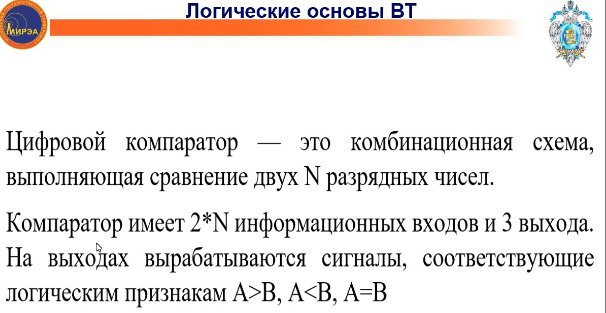 Логические основы ВТ
МИРЭА
Цифровой компаратор — это комбинационная схема,
выполняющая сравнение двух N разрядных чисел.
Компаратор имеет 2*N информационных входов и 3 выхода.
На выходах вырабатываются сигналы, соответствующие
логическим признакам A>B, A<B, A=B